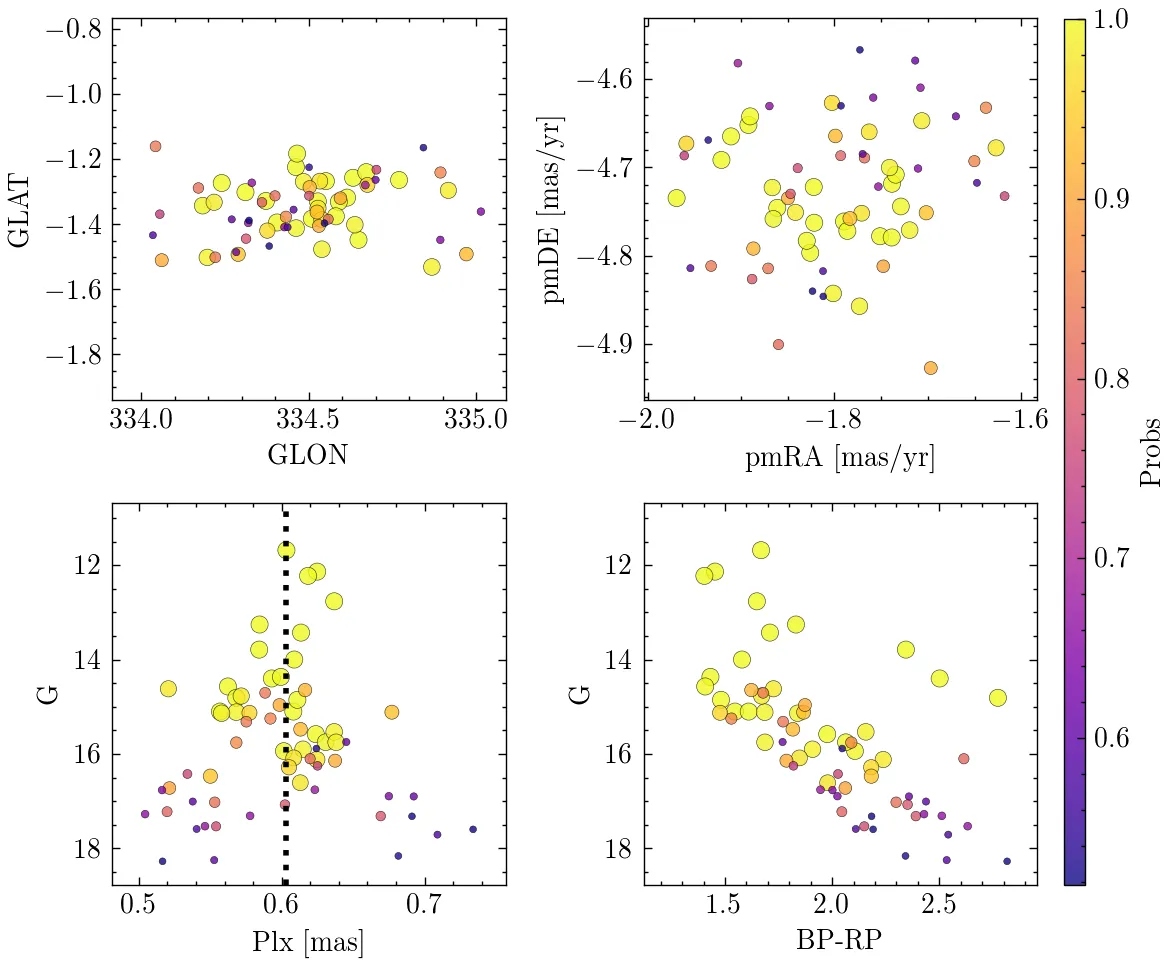 −0.8
−1.0
−1.2
−1.4
−1.6
−1.8
GLAT
334.0 334.5 335.0
GLON
−4.6
−4.7
−4.8
−4.9
pmDE [mas/yr]
−2.0 −1.8 −1.6
pmRA [mas/yr]
12
14
16
18
G
0.5 0.6 0.7
Plx [mas]
12
14
16
18
G
1.5 2.0 2.5
BP-RP
1.0
0.9
0.8
0.7
0.6
Probs